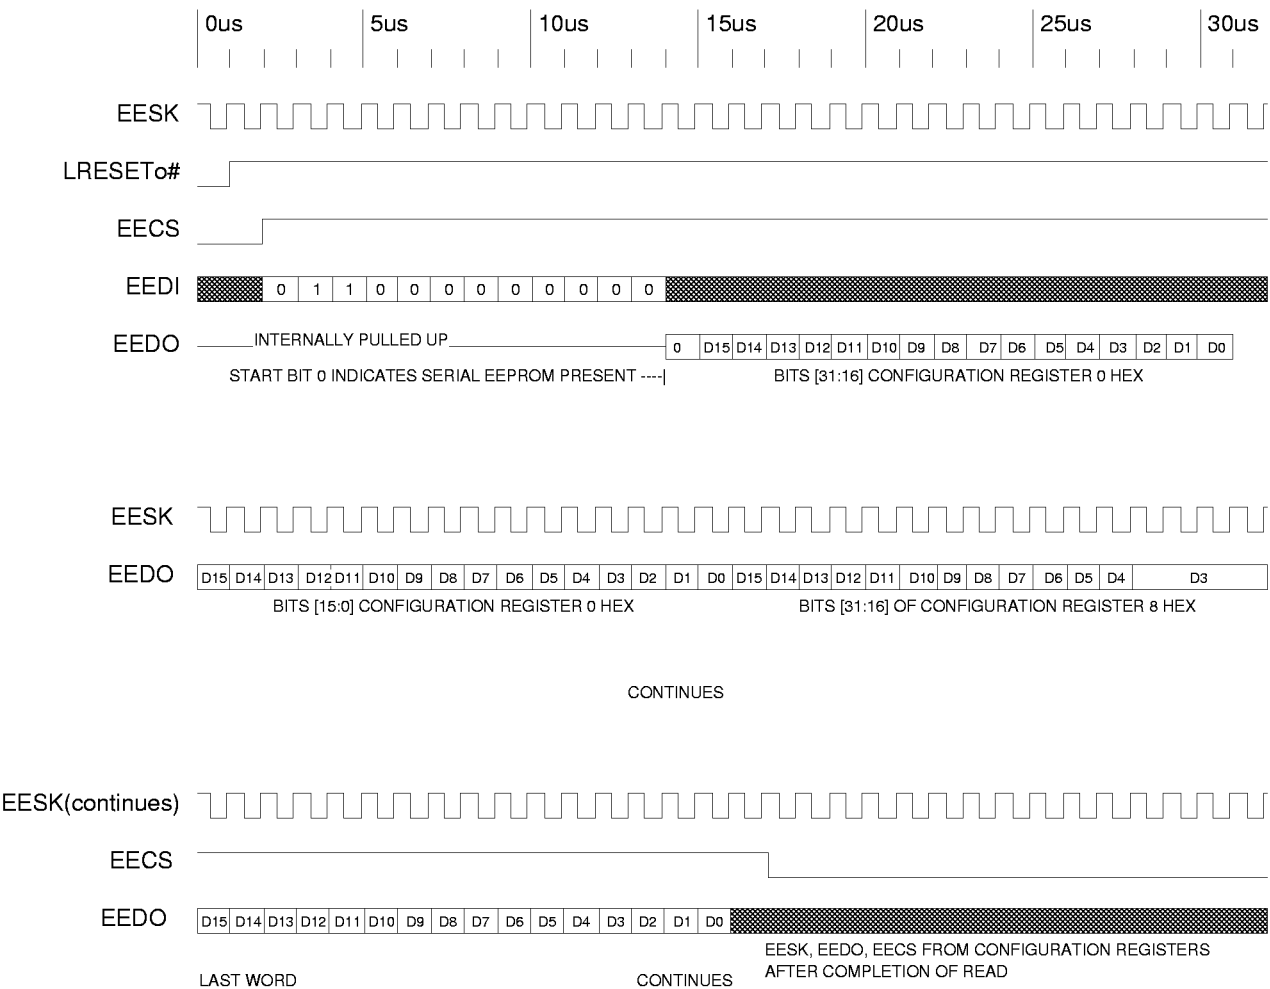 0us 5us 10us 15us 20us 25us 30us
EESK
LRESETo#
EECS
EEDI 0 1 1 0 0 0 0 0 0 0 0 0
EEDO INTERNALLY PULLED UP 0 D15 D14 D13 D12 D11 D10 D9 D8 D7 D6 D5 D4 D3 D2 D1 D0
START BIT 0 INDICATES SERIAL EEPROM PRESENT ----| BITS [31:16] CONFIGURATION REGISTER 0 HEX
EESK
EEDO D15 D14 D13 D12 D11 D10 D9 D8 D7 D6 D5 D4 D3 D2 D1 D0 D15 D14 D13 D12 D11 D10 D9 D8 D7 D6 D5 D4 D3
BITS [15:0] CONFIGURATION REGISTER 0 HEX BITS [31:16] OF CONFIGURATION REGISTER 8 HEX
CONTINUES
EESK(continues)
EECS
EEDO D15 D14 D13 D12 D11 D10 D9 D8 D7 D6 D5 D4 D3 D2 D1 D0
EESK, EEDO, EECS FROM CONFIGURATION REGISTERS
AFTER COMPLETION OF READ
LAST WORD CONTINUES